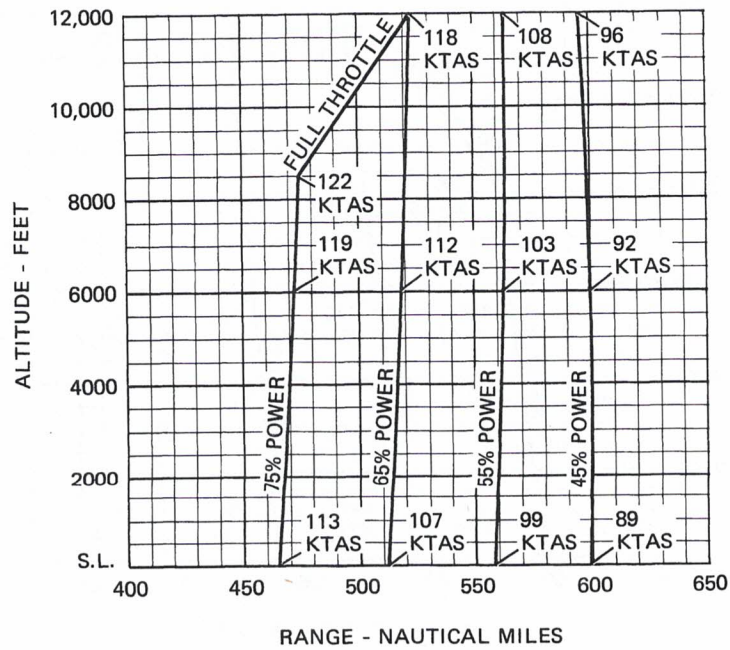 12,000
10,000
8000
6000
4000
2000
S.L.
ALTITUDE - FEET
FULL THROTTLE
118
KTAS
108
KTAS
96
KTAS
122
KTAS
119
KTAS
112
KTAS
103
KTAS
92
KTAS
75% POWER
65% POWER
55% POWER
45% POWER
113
KTAS
107
KTAS
99
KTAS
89
KTAS
400 450 500 550 600 650
RANGE - NAUTICAL MILES